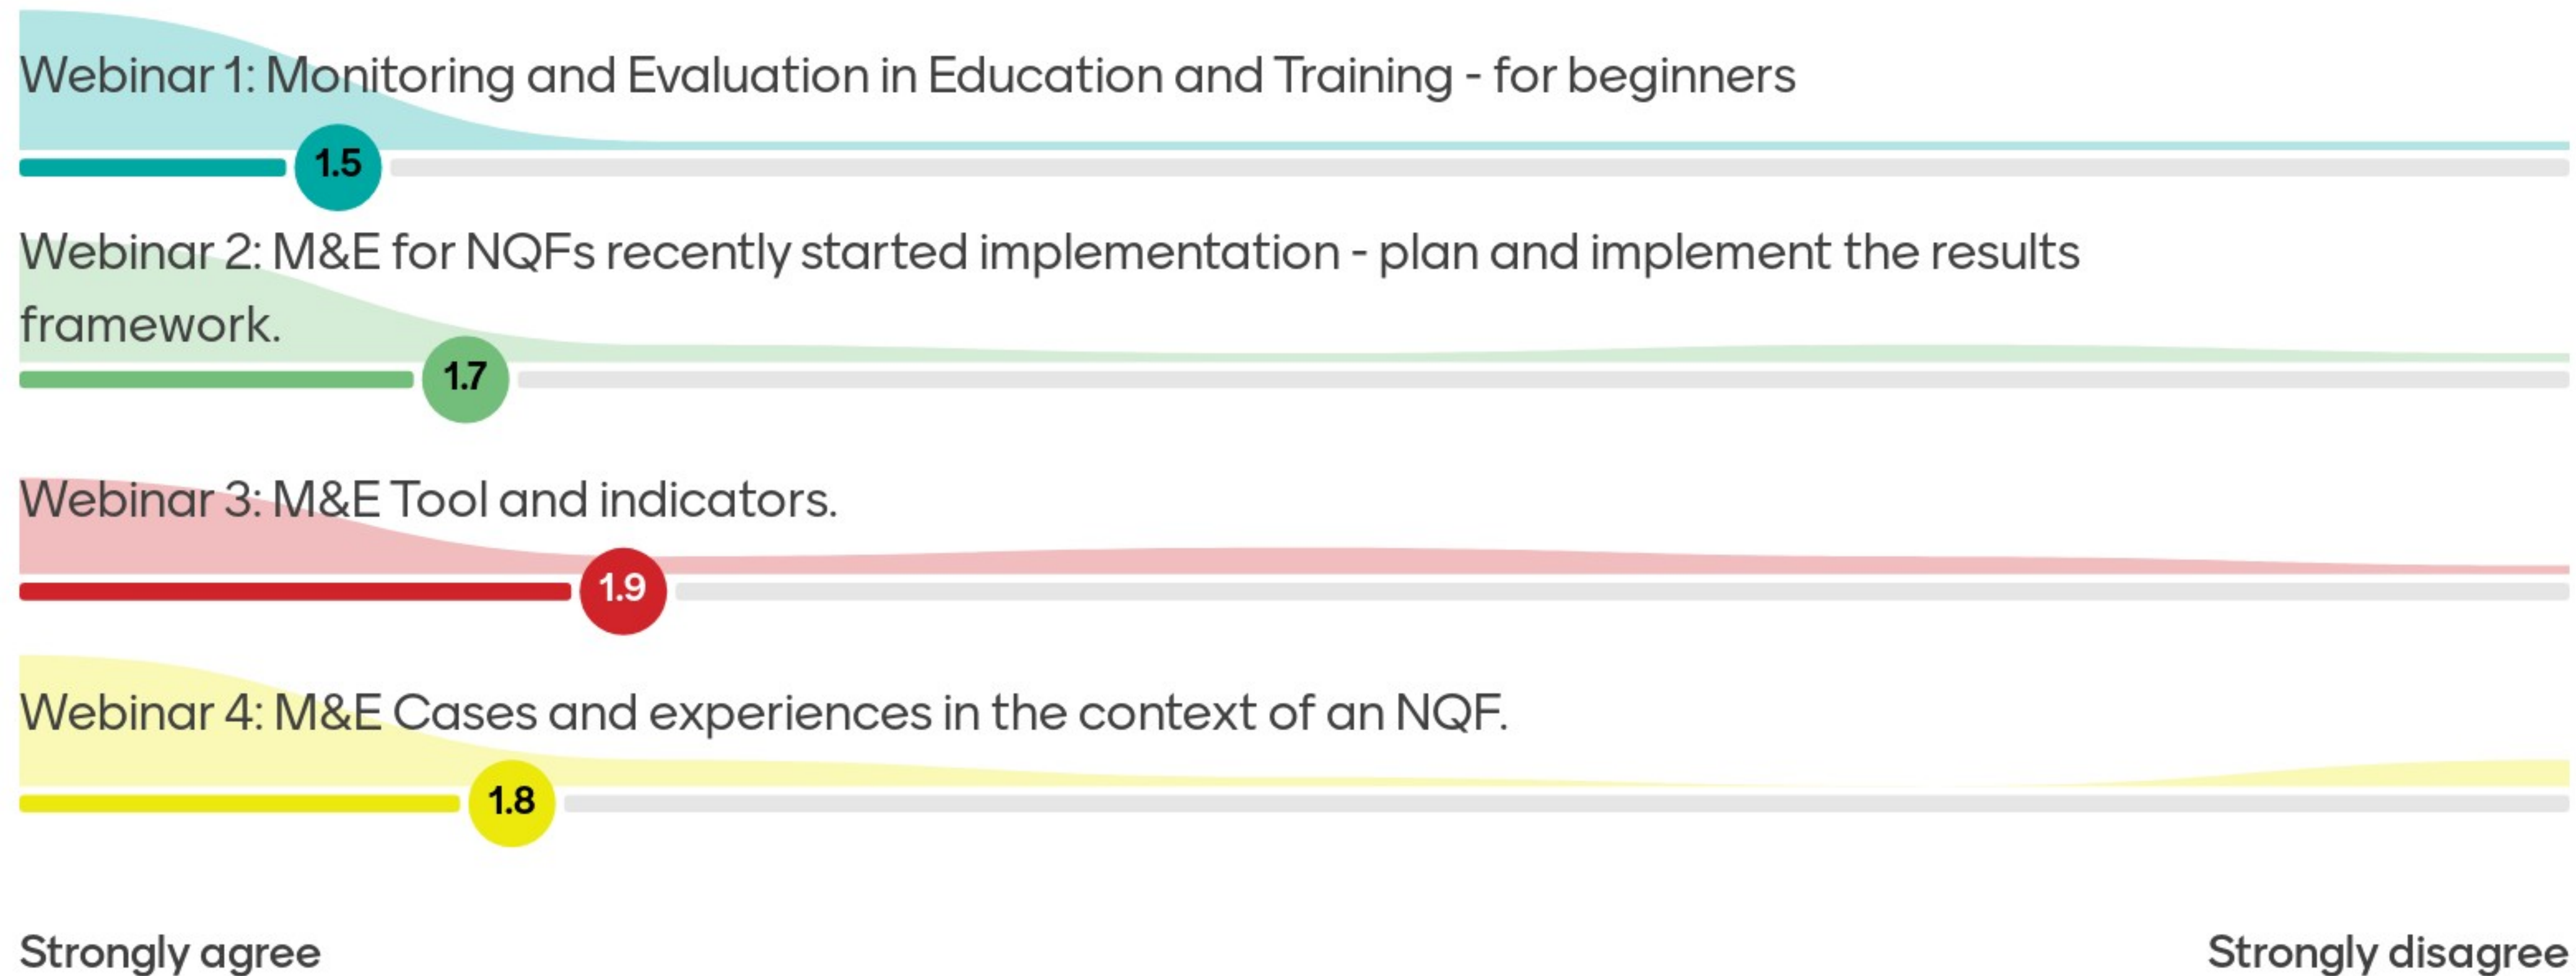 Webinar 1: Monitoring and Evaluation in Education and Training - for beginners
1.5
Webinar 2: M&E for NQFs recently started implementation - plan and implement the results
framework.
1.7
Webinar 3: M&E Tool and indicators.
1.9
Webinar 4: M&E Cases and experiences in the context of an NQF.
1.8
Strongly agree
Strongly disagree